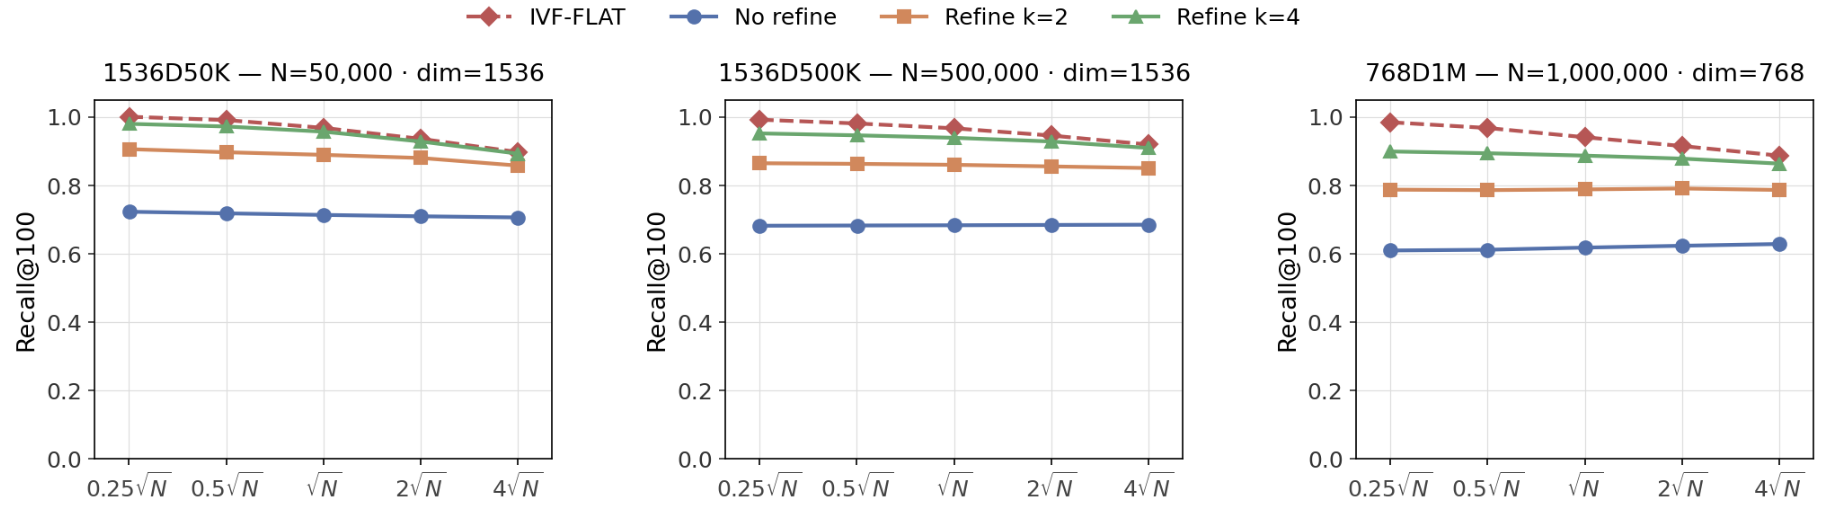 IVF-FLAT No refine Refine k=2 Refine k=4
1536D50K — N=50,000 · dim=1536
Recall@100
1.0
0.8
0.6
0.4
0.2
0.0
0.25√N 0.5√N √N 2√N 4√N
1536D500K — N=500,000 · dim=1536
Recall@100
1.0
0.8
0.6
0.4
0.2
0.0
0.25√N 0.5√N √N 2√N 4√N
768D1M — N=1,000,000 · dim=768
Recall@100
1.0
0.8
0.6
0.4
0.2
0.0
0.25√N 0.5√N √N 2√N 4√N